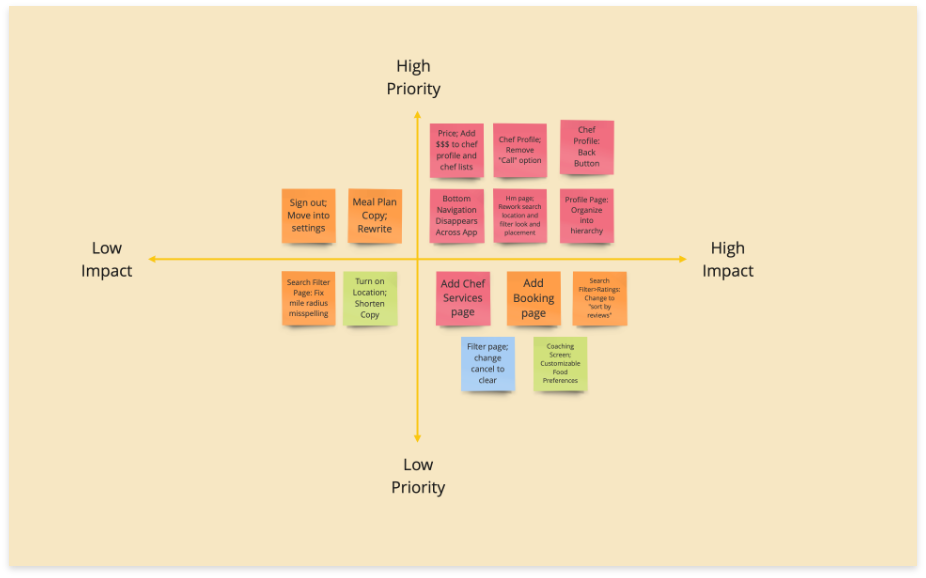 High
Priority
Price; Add
$$$ to chef
profile and
chef lists
Chef Profile;
Remove
"Call" option
Chef
Profile:
Back
Button
Sign out;
Move into
settings
Meal Plan
Copy;
Rewrite
Bottom
Navigation
Disappears
Across App
Hm page;
Rework search
location and
filter look and
placement
Profile Page:
Organize
into
hierarchy
Low
Impact
High
Impact
Search Filter
Page: Fix
mile radius
misspelling
Turn on
Location;
Shorten
Copy
Add Chef
Services
page
Add
Booking
page
Search
Filter>Ratings;
Change to
"sort by
reviews"
Filter page;
change
cancel to
clear
Coaching
Screen;
Customizable
Food
Preferences
Low
Priority